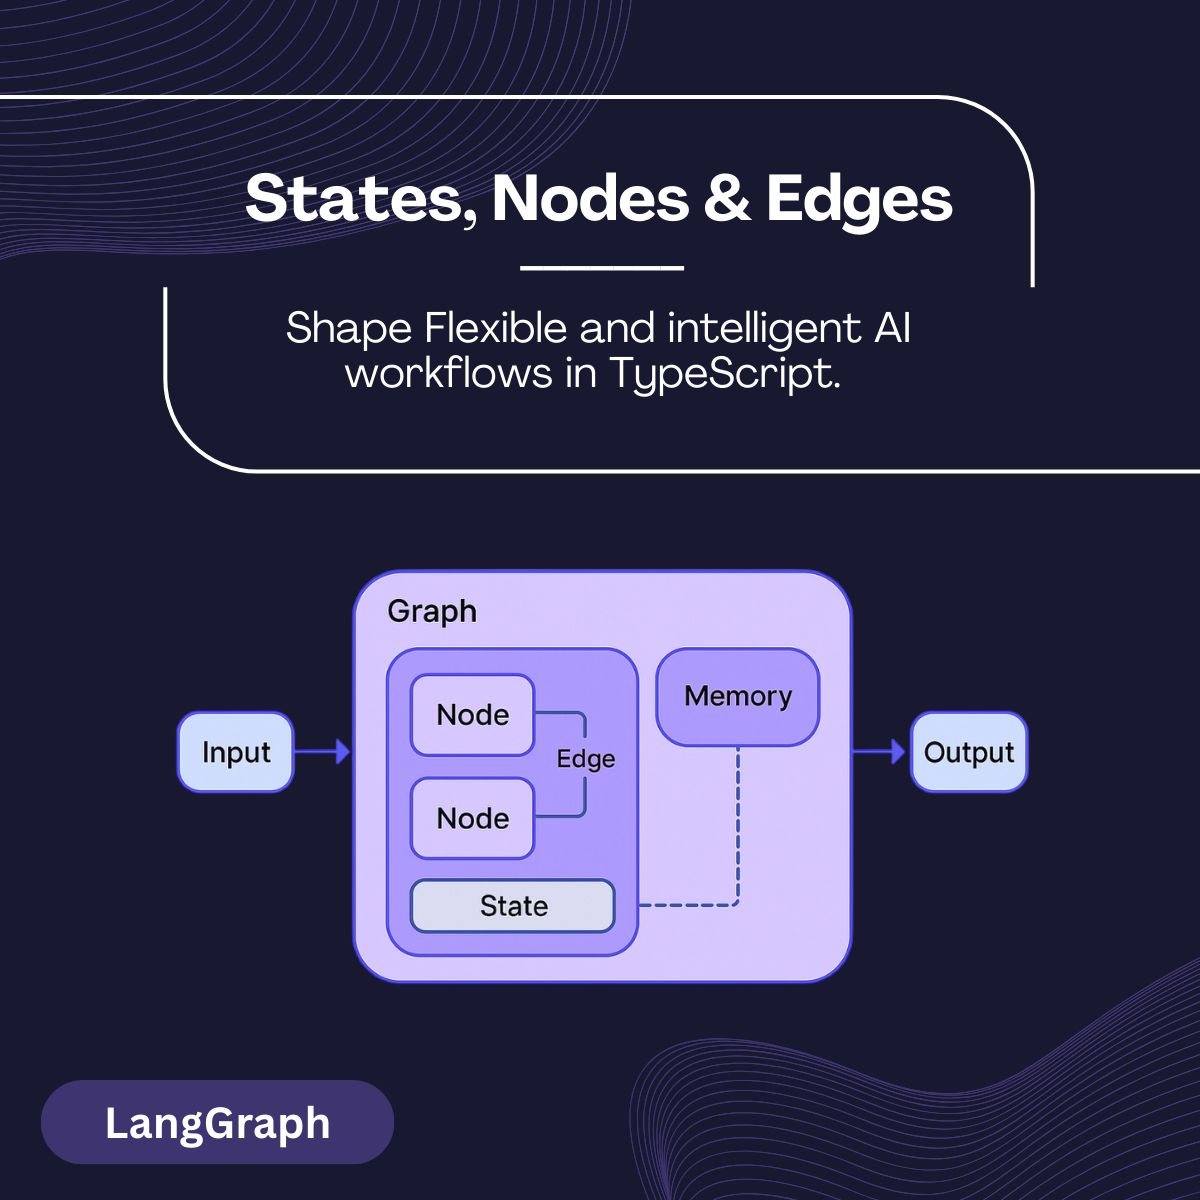 States, Nodes & Edges
Shape Flexible and intelligent AI
workflows in TypeScript.
Graph
Node
Memory
Input
Edge
Output
Node
State
LangGraph